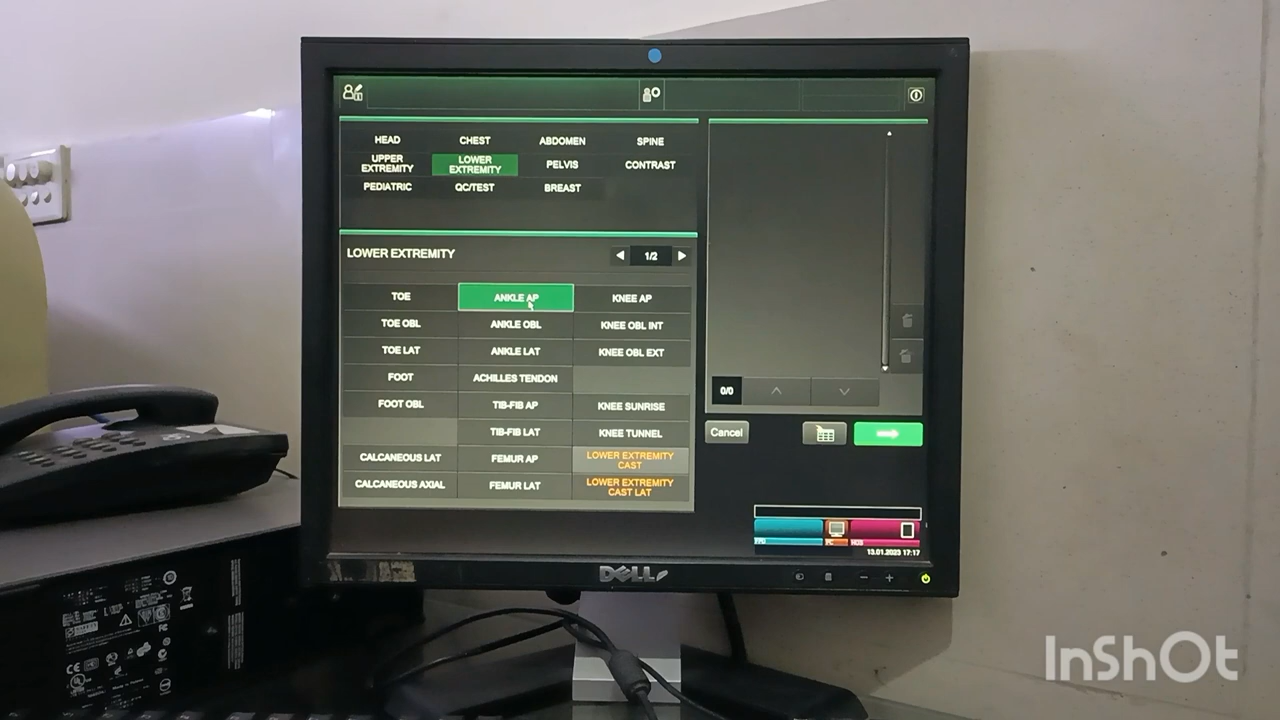 HEAD
CHEST
ABDOMEN
SPINE
UPPER
EXTREMITY
LOWER
EXTREMITY
PELVIS
CONTRAST
PEDIATRIC
QC/TEST
BREAST
LOWER EXTREMITY
1/2
TOE
ANKLE AP
KNEE AP
TOE OBL
ANKLE OBL
KNEE OBL INT
TOE LAT
ANKLE LAT
KNEE OBL EXT
FOOT
ACHILLES TENDON
FOOT OBL
TIB-FIB AP
KNEE SUNRISE
TIB-FIB LAT
KNEE TUNNEL
CALCANEOUS LAT
FEMUR AP
LOWER EXTREMITY
CAST
CALCANEOUS AXIAL
FEMUR LAT
LOWER EXTREMITY
CAST LAT
0/0
Cancel
PC
13.01.2023 17:17
DELL
InShOt